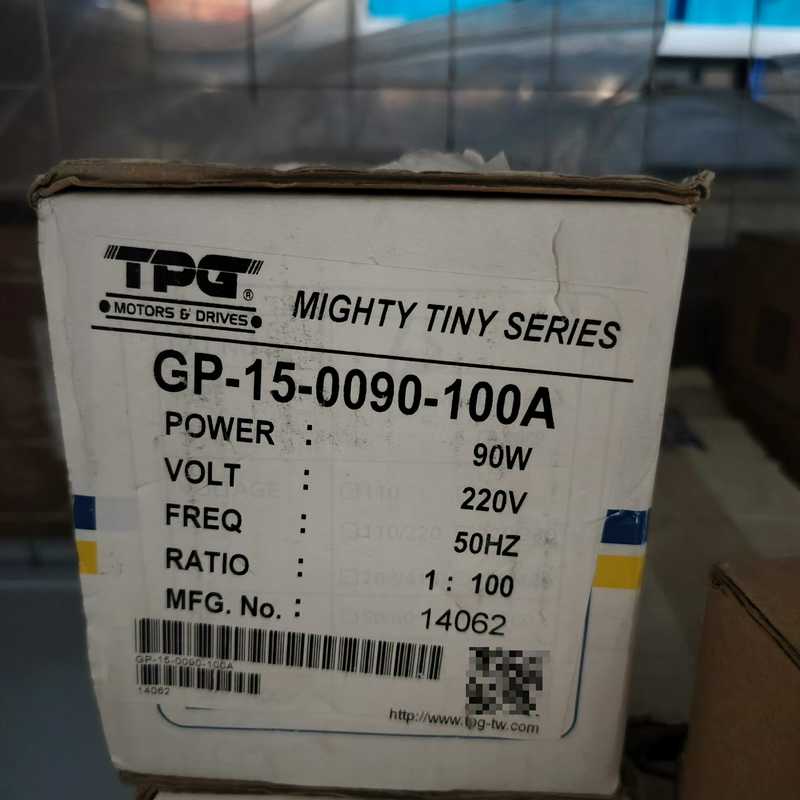 TPG®
MOTORS & DRIVES
MIGHTY TINY SERIES
GP-15-0090-100A
POWER : 90W
VOLT : 220V
FREQ : 50HZ
RATIO : 1 : 100
MFG. No. : 14062
GP-15-0090-100A
14062
http://www.tpg-tw.com